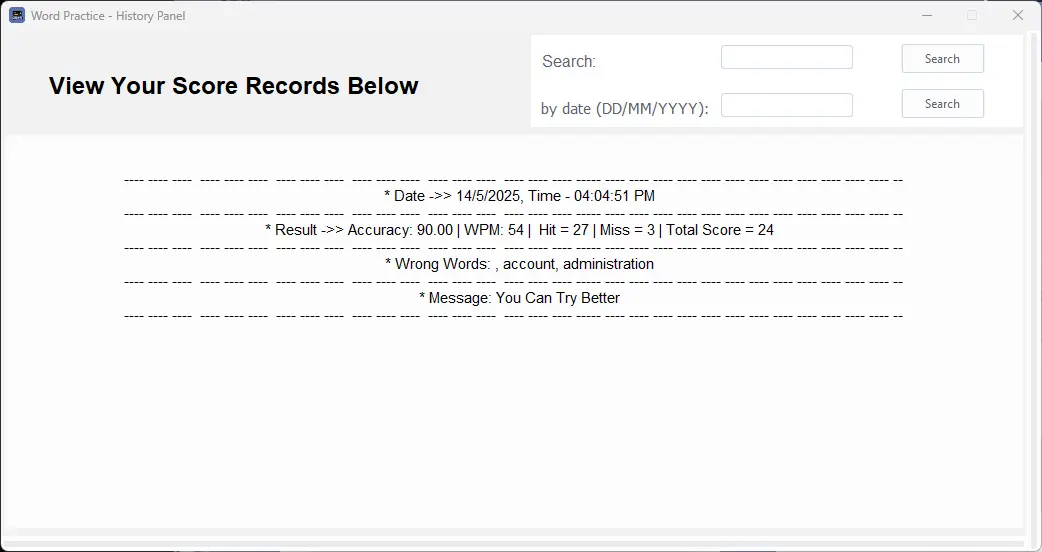 Word Practice - History Panel
View Your Score Records Below
Search:
Search
by date (DD/MM/YYYY):
Search
---- ---- ----  ---- ---- ----  ---- ---- ----  ---- ---- ----  ---- ---- ----  ---- ---- ---- ---- ---- ---- ---- ---- ---- ---- ---- ---- ---- ---- ---- ---- --
* Date ->> 14/5/2025, Time - 04:04:51 PM
---- ---- ----  ---- ---- ----  ---- ---- ----  ---- ---- ----  ---- ---- ----  ---- ---- ---- ---- ---- ---- ---- ---- ---- ---- ---- ---- ---- ---- ---- ---- --
* Result ->> Accuracy: 90.00 | WPM: 54 |  Hit = 27 | Miss = 3 | Total Score = 24
---- ---- ----  ---- ---- ----  ---- ---- ----  ---- ---- ----  ---- ---- ----  ---- ---- ---- ---- ---- ---- ---- ---- ---- ---- ---- ---- ---- ---- ---- ---- --
* Wrong Words: , account, administration
---- ---- ----  ---- ---- ----  ---- ---- ----  ---- ---- ----  ---- ---- ----  ---- ---- ---- ---- ---- ---- ---- ---- ---- ---- ---- ---- ---- ---- ---- ---- --
* Message: You Can Try Better
---- ---- ----  ---- ---- ----  ---- ---- ----  ---- ---- ----  ---- ---- ----  ---- ---- ---- ---- ---- ---- ---- ---- ---- ---- ---- ---- ---- ---- ---- ---- --